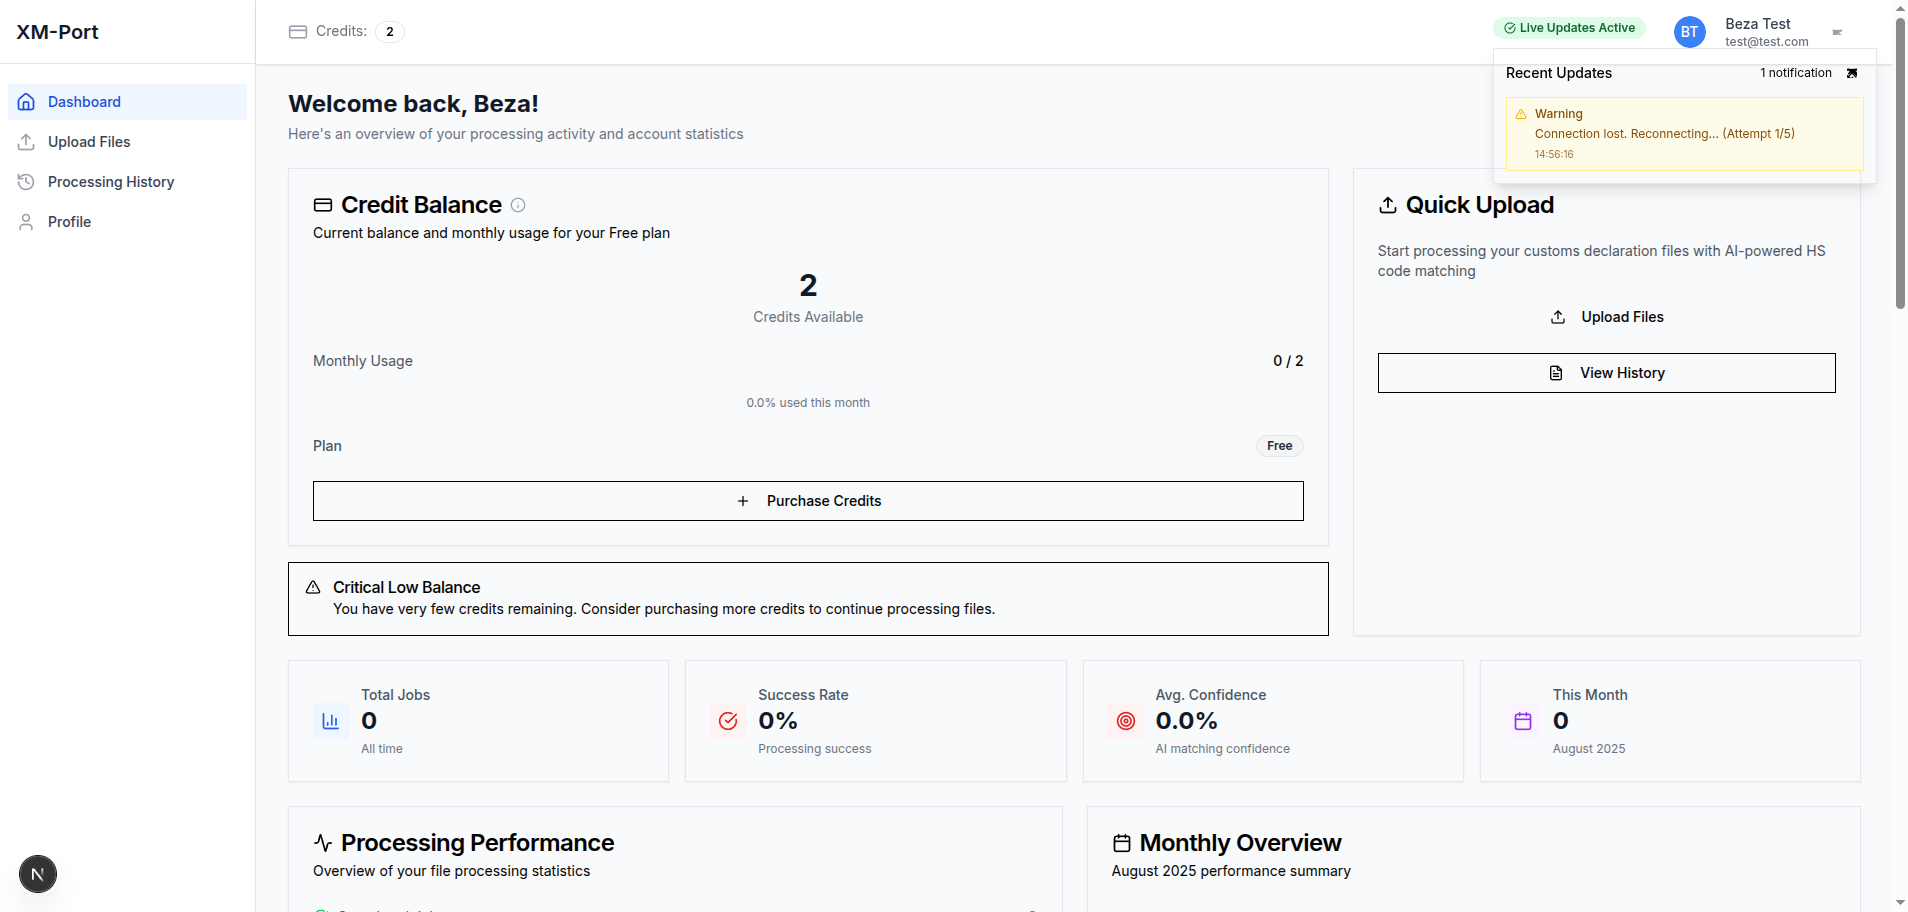 XM-Port
Dashboard
Upload Files
Processing History
Profile
Credits: 2
Live Updates Active
BT
Beza Test
test@test.com
Recent Updates
1 notification
Warning
Connection lost. Reconnecting... (Attempt 1/5)
14:56:16
Welcome back, Beza!
Here's an overview of your processing activity and account statistics
Credit Balance
Current balance and monthly usage for your Free plan
2
Credits Available
Monthly Usage
0 / 2
0.0% used this month
Plan
Free
Purchase Credits
Critical Low Balance
You have very few credits remaining. Consider purchasing more credits to continue processing files.
Quick Upload
Start processing your customs declaration files with AI-powered HS
code matching
Upload Files
View History
Total Jobs
0
All time
Success Rate
0%
Processing success
Avg. Confidence
0.0%
AI matching confidence
This Month
0
August 2025
Processing Performance
Overview of your file processing statistics
Monthly Overview
August 2025 performance summary
N